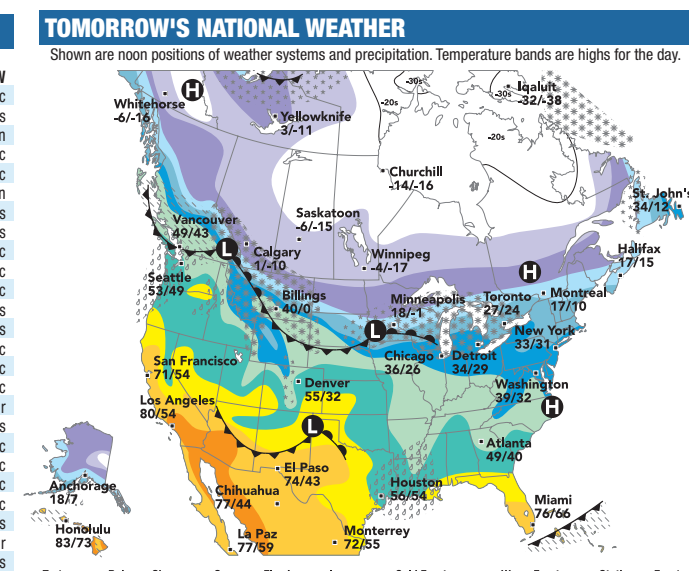 TOMORROW'S NATIONAL WEATHER
Shown are noon positions of weather systems and precipitation. Temperature bands are highs for the day.
H
-30s
-20s
-30s
Iqaluit
-32/-38
Whitehorse
-6/-16
Yellowknife
3/-11
-20s
Churchill
-14/-16
St. John's
34/12
Vancouver
49/43
Saskatoon
-6/-15
L
Calgary
1/-10
Winnipeg
-4/-17
Halifax
17/15
H
Seattle
53/49
Billings
40/0
Minneapolis
18/-1
Toronto
27/24
Montreal
17/10
L
New York
33/31
San Francisco
71/54
Chicago
36/26
Detroit
34/29
Denver
55/32
Washington
39/32
Los Angeles
80/54
H
L
Atlanta
49/40
El Paso
74/43
Anchorage
18/7
Chihuahua
77/44
Houston
56/54
Miami
76/66
Honolulu
83/73
La Paz
77/59
Monterrey
72/55